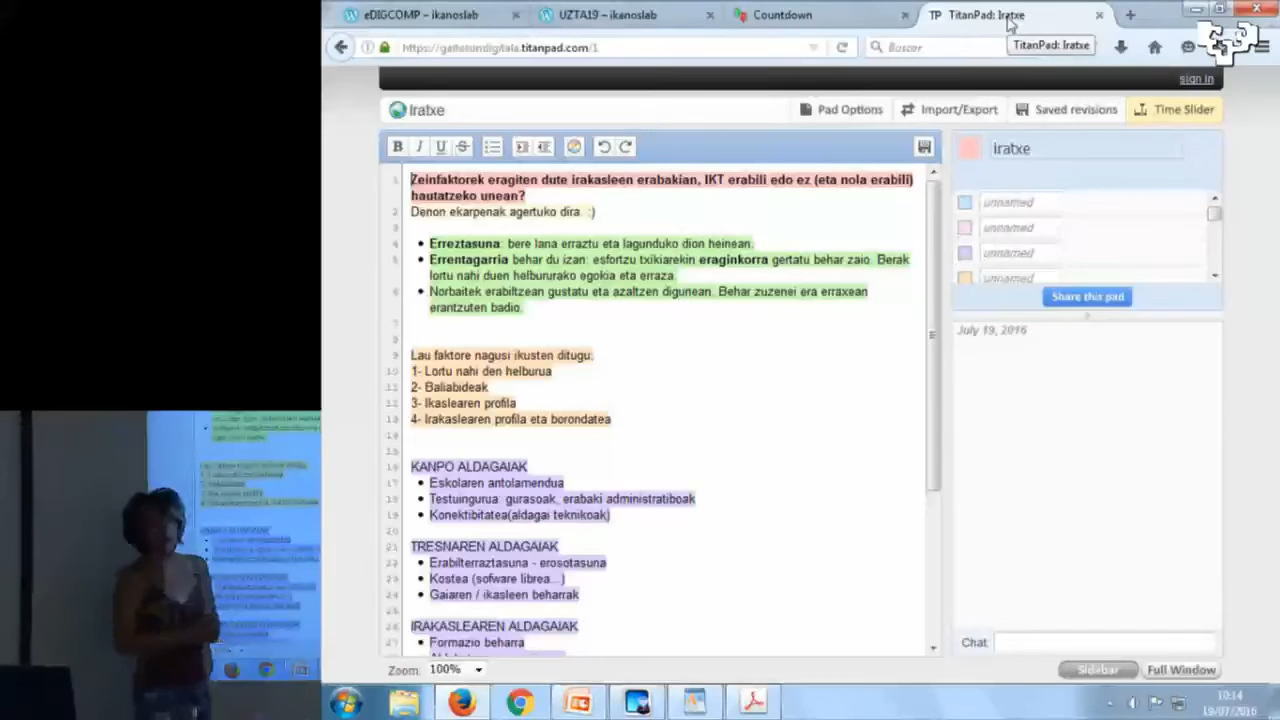 eDIGCOMP – ikanoslab
UZTA19 – ikanoslab
Countdown
TP TitanPad: Iratxe
https://gaitasundigitala.titanpad.com/1
Buscar
TitanPad: Iratxe
sign in
Iratxe
Pad Options
Import/Export
Saved revisions
Time Slider
B I U S
iratxe
unnamed
unnamed
unnamed
unnamed
Share this pad
July 19, 2016
Zeinfaktorek eragiten dute irakasleen erabakian, IKT erabili edo ez (eta nola erabili)
hautatzeko unean?
Denon ekarpenak agertuko dira. :)
Erreztasuna: bere lana erraztu eta lagunduko dion heinean.
Errentagarria behar du izan: esfortzu txikiarekin eraginkorra gertatu behar zaio. Berak
lortu nahi duen helbururako egokia eta erraza.
Norbaitek erabiltzean gustatu eta azaltzen digunean. Behar zuzenei era erraxean
erantzuten badio.
Lau faktore nagusi ikusten ditugu:
1- Lortu nahi den helburua
2- Baliabideak
3- Ikaslearen profila
4- Irakaslearen profila eta borondatea
KANPO ALDAGAIAK
Eskolaren antolamendua
Testuingurua: gurasoak, erabaki administratiboak
Konektibitatea(aldagai teknikoak)
TRESNAREN ALDAGAIAK
Erabilterraztasuna - erosotasuna
Kostea (sofware librea...)
Gaiaren / ikasleen beharrak
IRAKASLEAREN ALDAGAIAK
Formazio beharra
Chat
Zoom: 100%
Sidebar
Full Window
10:14
19/07/2016